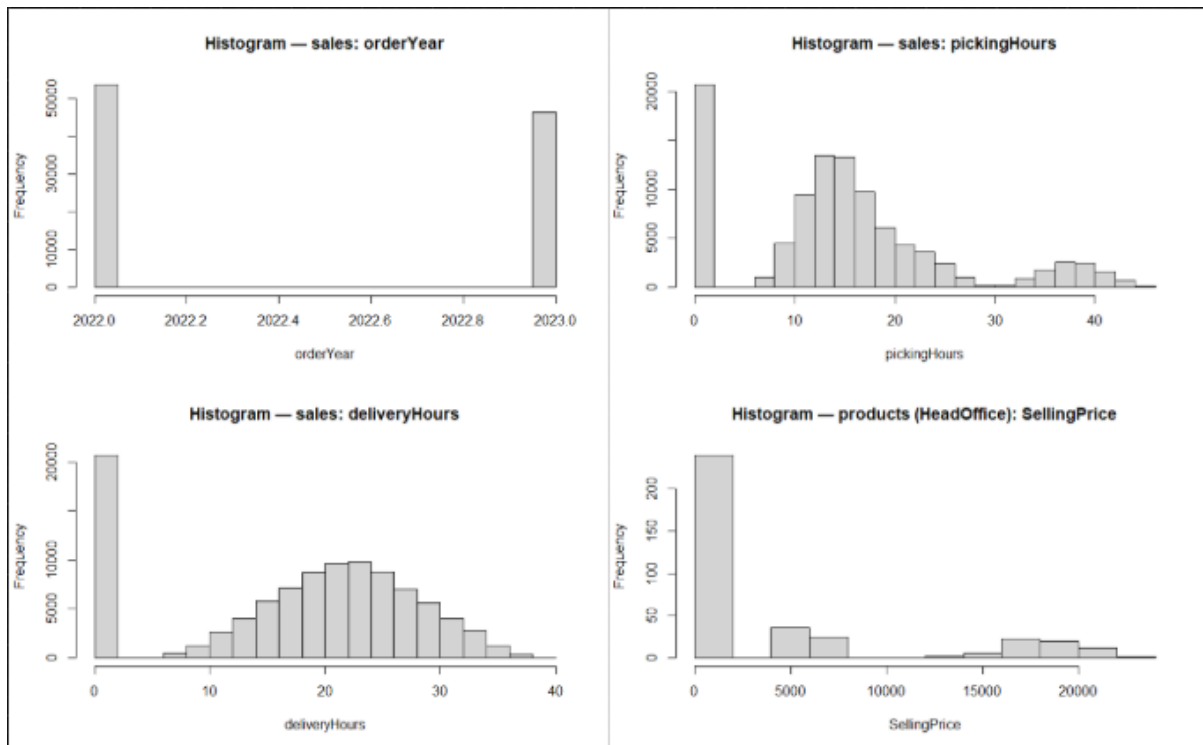 Histogram — sales: orderYear
Frequency
0
10000
30000
50000
2022.0 2022.2 2022.4 2022.6 2022.8 2023.0
orderYear
Histogram — sales: pickingHours
Frequency
0
5000
10000
20000
0 10 20 30 40
pickingHours
Histogram — sales: deliveryHours
Frequency
0
5000
10000
20000
0 10 20 30 40
deliveryHours
Histogram — products (HeadOffice): SellingPrice
Frequency
0
50
100
150
200
0 5000 10000 15000 20000
SellingPrice